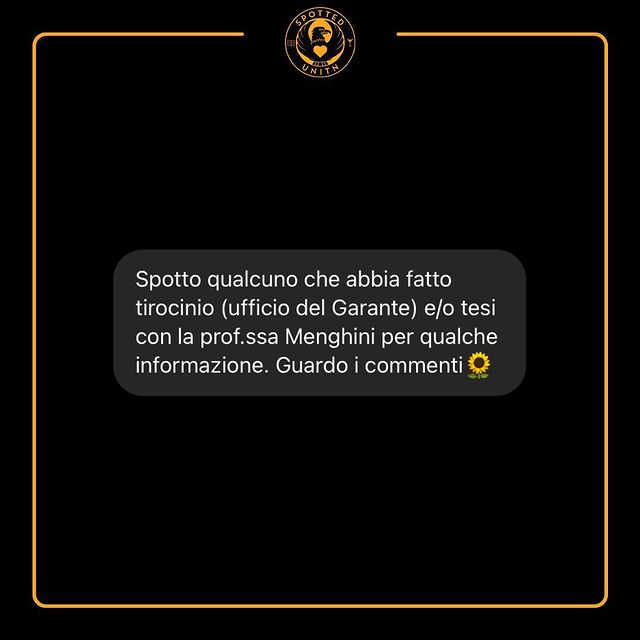 SPOTTED
UNITN
Spotto qualcuno che abbia fatto
tirocinio (ufficio del Garante) e/o tesi
con la prof.ssa Menghini per qualche
informazione. Guardo i commenti🌻